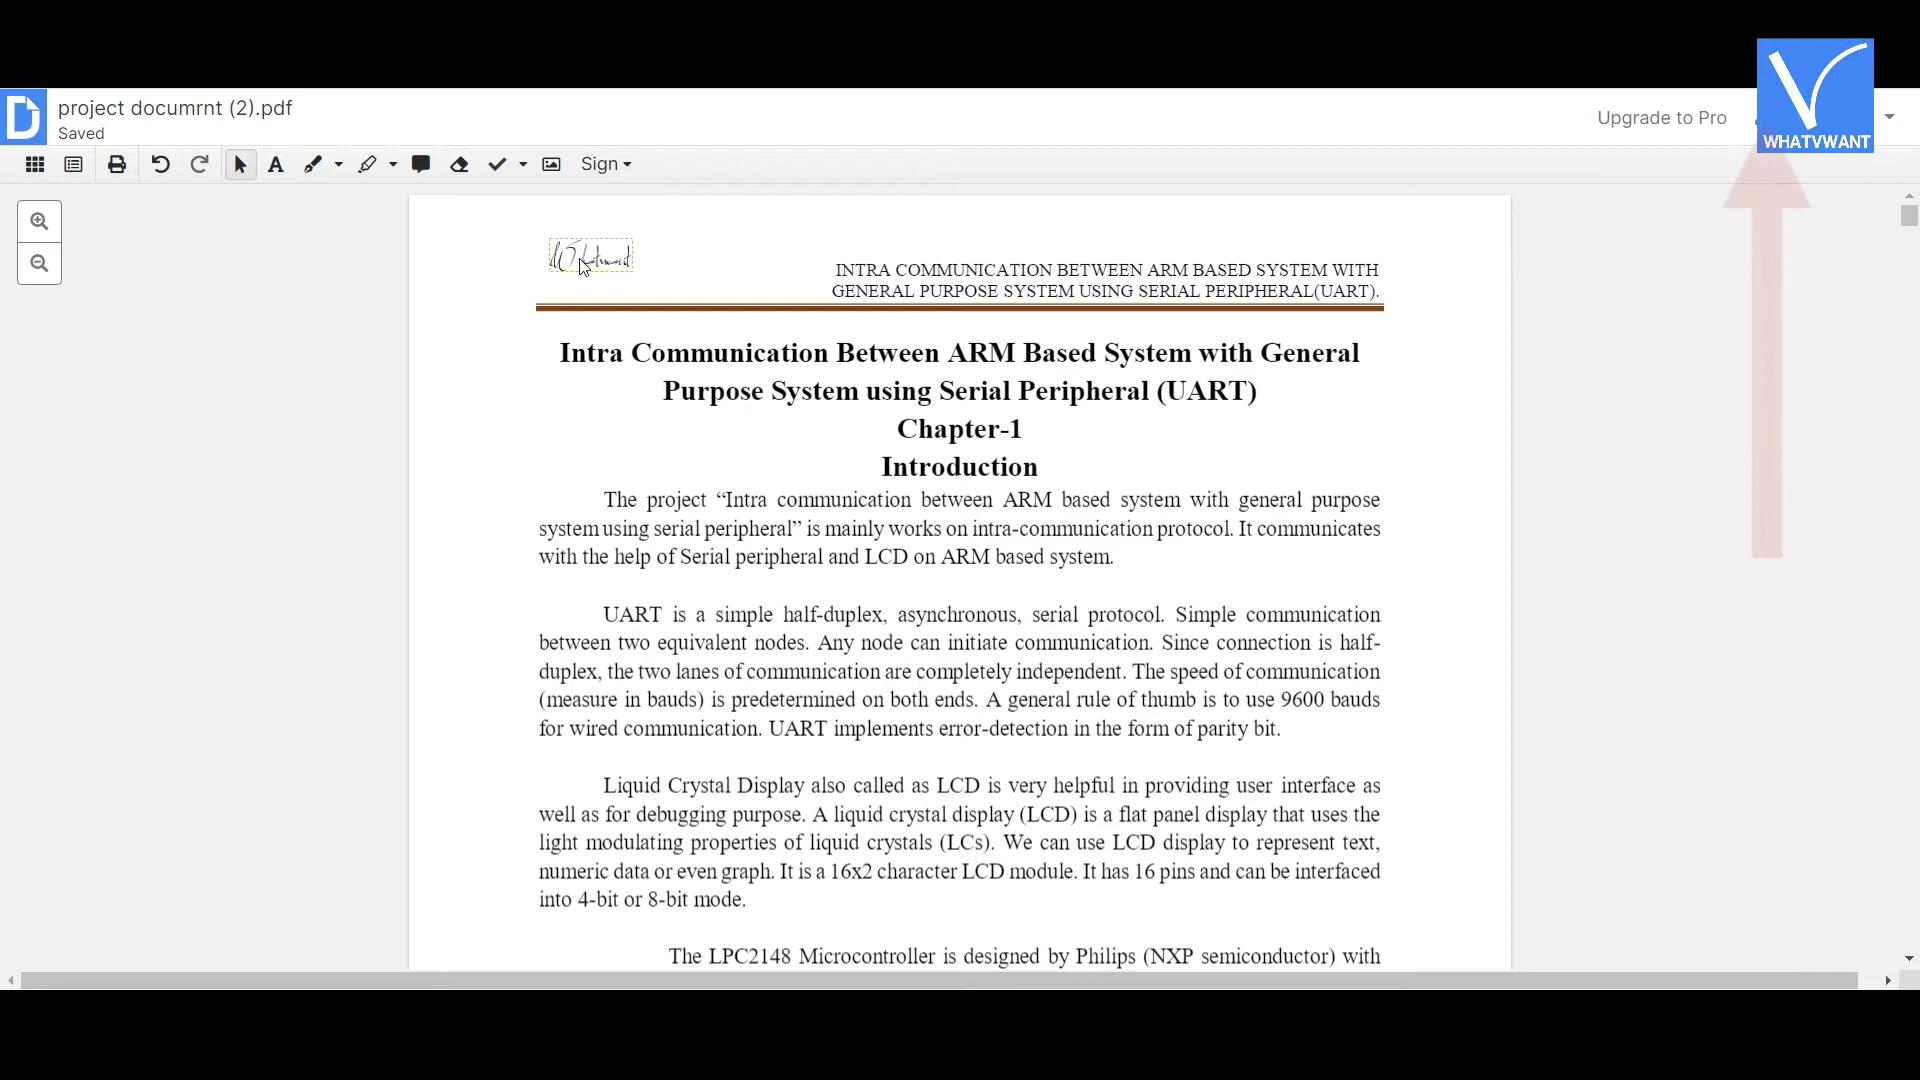 WHATVWANT
project documrnt (2).pdf
Saved
Upgrade to Pro
Sign
INTRA COMMUNICATION BETWEEN ARM BASED SYSTEM WITH
GENERAL PURPOSE SYSTEM USING SERIAL PERIPHERAL(UART).
Intra Communication Between ARM Based System with General
Purpose System using Serial Peripheral (UART)
Chapter-1
Introduction
The project “Intra communication between ARM based system with general purpose
system using serial peripheral” is mainly works on intra-communication protocol. It communicates
with the help of Serial peripheral and LCD on ARM based system.
UART is a simple half-duplex, asynchronous, serial protocol. Simple communication
between two equivalent nodes. Any node can initiate communication. Since connection is half-
duplex, the two lanes of communication are completely independent. The speed of communication
(measure in bauds) is predetermined on both ends. A general rule of thumb is to use 9600 bauds
for wired communication. UART implements error-detection in the form of parity bit.
Liquid Crystal Display also called as LCD is very helpful in providing user interface as
well as for debugging purpose. A liquid crystal display (LCD) is a flat panel display that uses the
light modulating properties of liquid crystals (LCs). We can use LCD display to represent text,
numeric data or even graph. It is a 16x2 character LCD module. It has 16 pins and can be interfaced
into 4-bit or 8-bit mode.
The LPC2148 Microcontroller is designed by Philips (NXP semiconductor) with